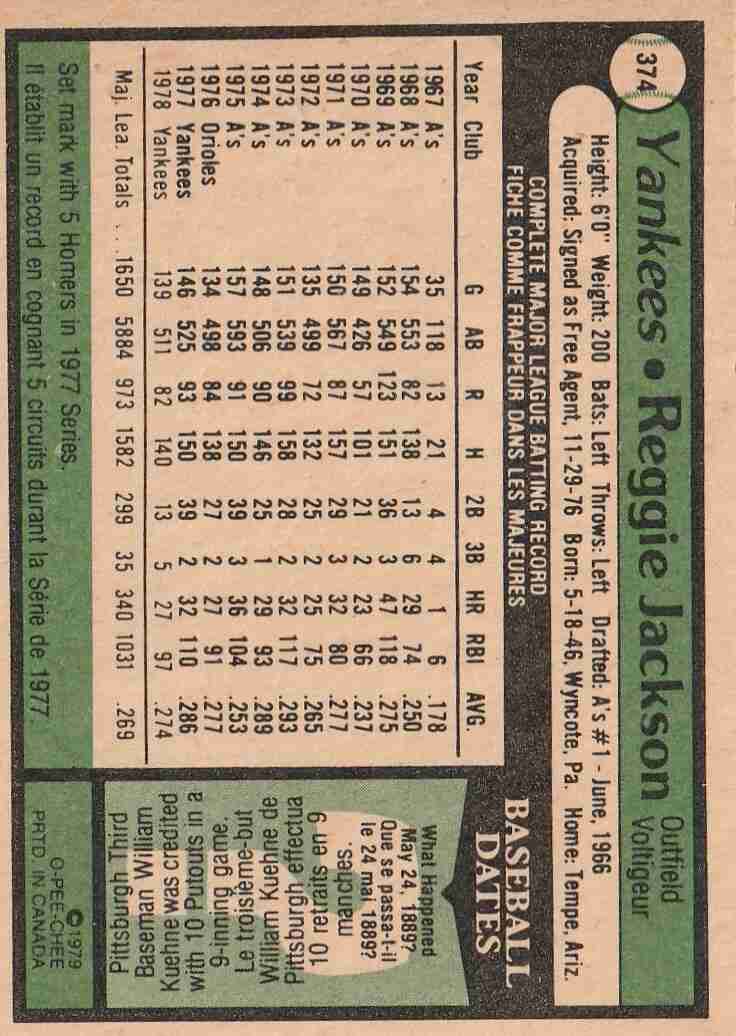 374
Yankees • Reggie Jackson
Outfield
Voltigeur
Height: 6'0" Weight: 200 Bats: Left Throws: Left Drafted: A's #1 - June, 1966
Acquired: Signed as Free Agent, 11-29-76 Born: 5-18-46, Wyncote, Pa. Home: Tempe, Ariz.
COMPLETE MAJOR LEAGUE BATTING RECORD
FICHE COMME FRAPPEUR DANS LES MAJEURES
Year Club G AB R H 2B 3B HR RBI AVG.
1967 A's 35 118 13 21 4 4 1 6 .178
1968 A's 154 553 82 138 13 6 29 74 .250
1969 A's 152 549 123 151 36 3 47 118 .275
1970 A's 149 426 57 101 21 2 23 66 .237
1971 A's 150 567 87 157 29 3 32 80 .277
1972 A's 135 499 72 132 25 2 25 75 .265
1973 A's 151 539 99 158 28 2 32 117 .293
1974 A's 148 506 90 146 25 1 29 93 .289
1975 A's 157 593 91 150 39 3 36 104 .253
1976 Orioles 134 498 84 138 27 2 27 91 .277
1977 Yankees 146 525 93 150 39 2 32 110 .286
1978 Yankees 139 511 82 140 13 5 27 97 .274
Maj. Lea. Totals . . . 1650 5884 973 1582 299 35 340 1031 .269
Set mark with 5 Homers in 1977 Series.
Il établit un record en cognant 5 circuits durant la Série de 1977.
BASEBALL
DATES
What Happened
May 24, 1889?
Que se passa-t-il
le 24 mai 1889?
Pittsburgh Third
Baseman William
Kuehne was credited
with 10 Putouts in a
9-inning game.
Le troisième-but
William Kuehne de
Pittsburgh effectua
10 retraits en 9
manches.
©1979
O-PEE-CHEE
PRTD. IN CANADA